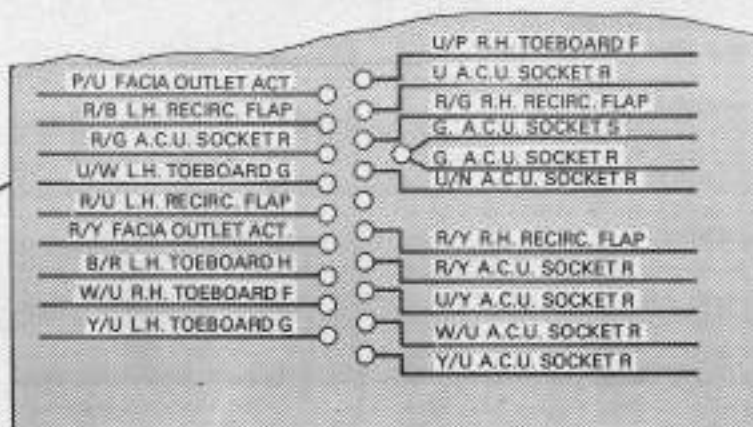 P/U FACIA OUTLET ACT.
R/B L.H. RECIRC. FLAP
R/G A.C.U. SOCKET R
U/W L.H. TOEBOARD G
R/U L.H. RECIRC. FLAP
R/Y FACIA OUTLET ACT.
B/R L.H. TOEBOARD H
W/U R.H. TOEBOARD F
Y/U L.H. TOEBOARD G
U/P R.H. TOEBOARD F
U A.C.U. SOCKET R
R/G R.H. RECIRC. FLAP
G. A.C.U. SOCKET S
G. A.C.U. SOCKET R
U/N A.C.U. SOCKET R
R/Y R.H. RECIRC. FLAP
R/Y A.C.U. SOCKET R
U/Y A.C.U. SOCKET R
W/U A.C.U. SOCKET R
Y/U A.C.U. SOCKET R